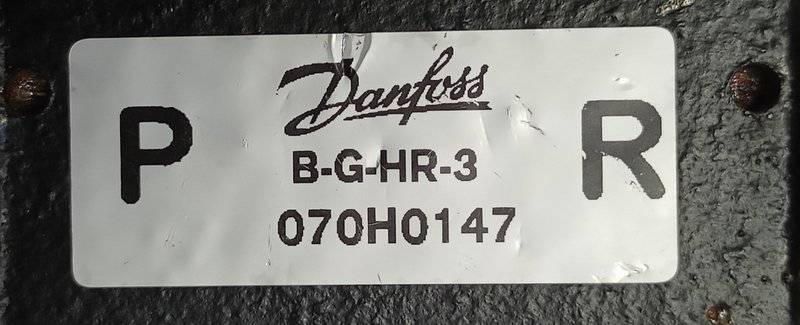 Danfoss
P B-G-HR-3 R
070H0147